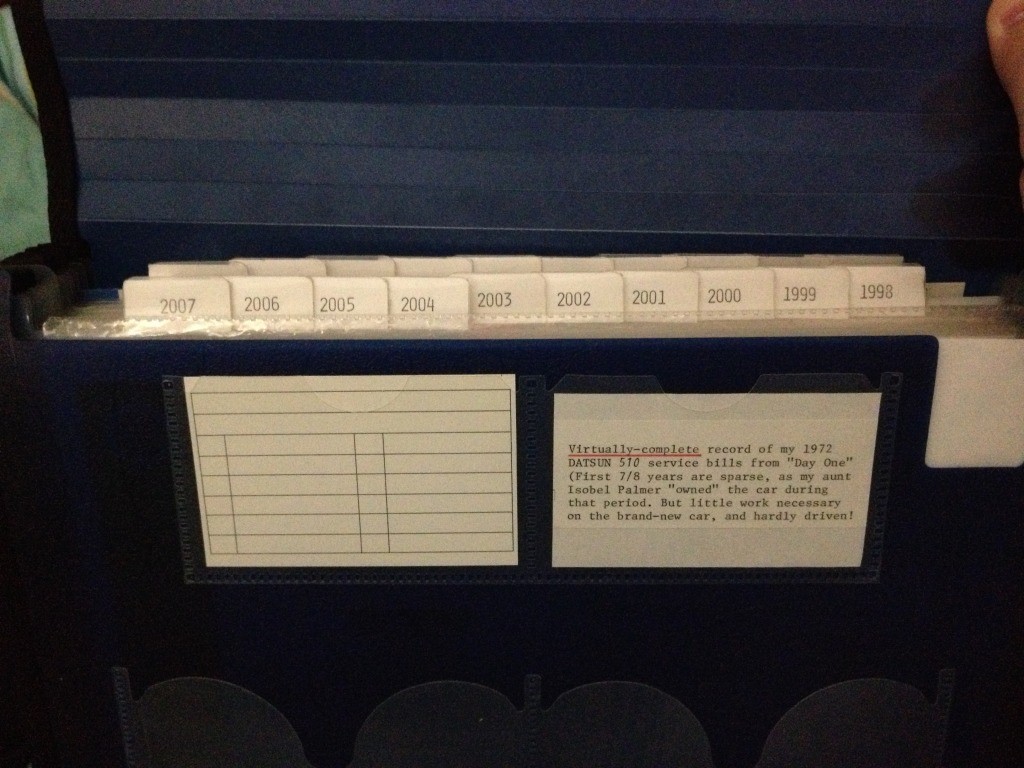 2007 2006 2005 2004 2003 2002 2001 2000 1999 1998
Virtually-complete record of my 1972
DATSUN 510 service bills from "Day One"
(First 7/8 years are sparse, as my aunt
Isobel Palmer "owned" the car during
that period. But little work necessary
on the brand-new car, and hardly driven!